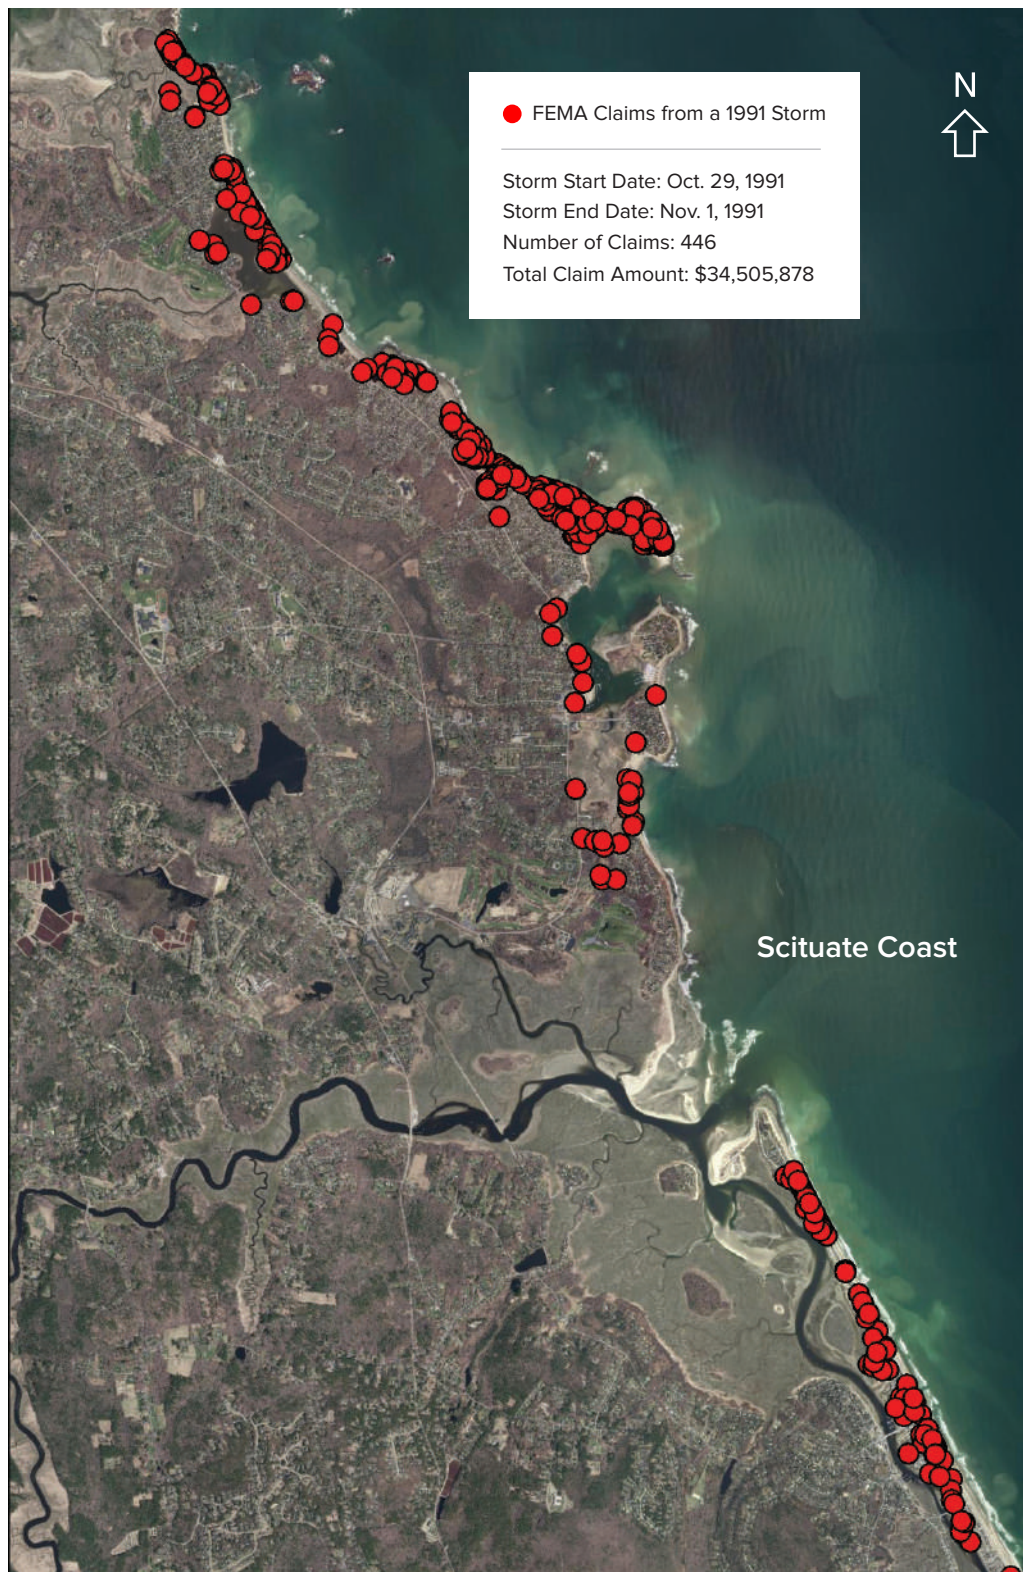 N
FEMA Claims from a 1991 Storm
Storm Start Date: Oct. 29, 1991
Storm End Date: Nov. 1, 1991
Number of Claims: 446
Total Claim Amount: $34,505,878
Scituate Coast